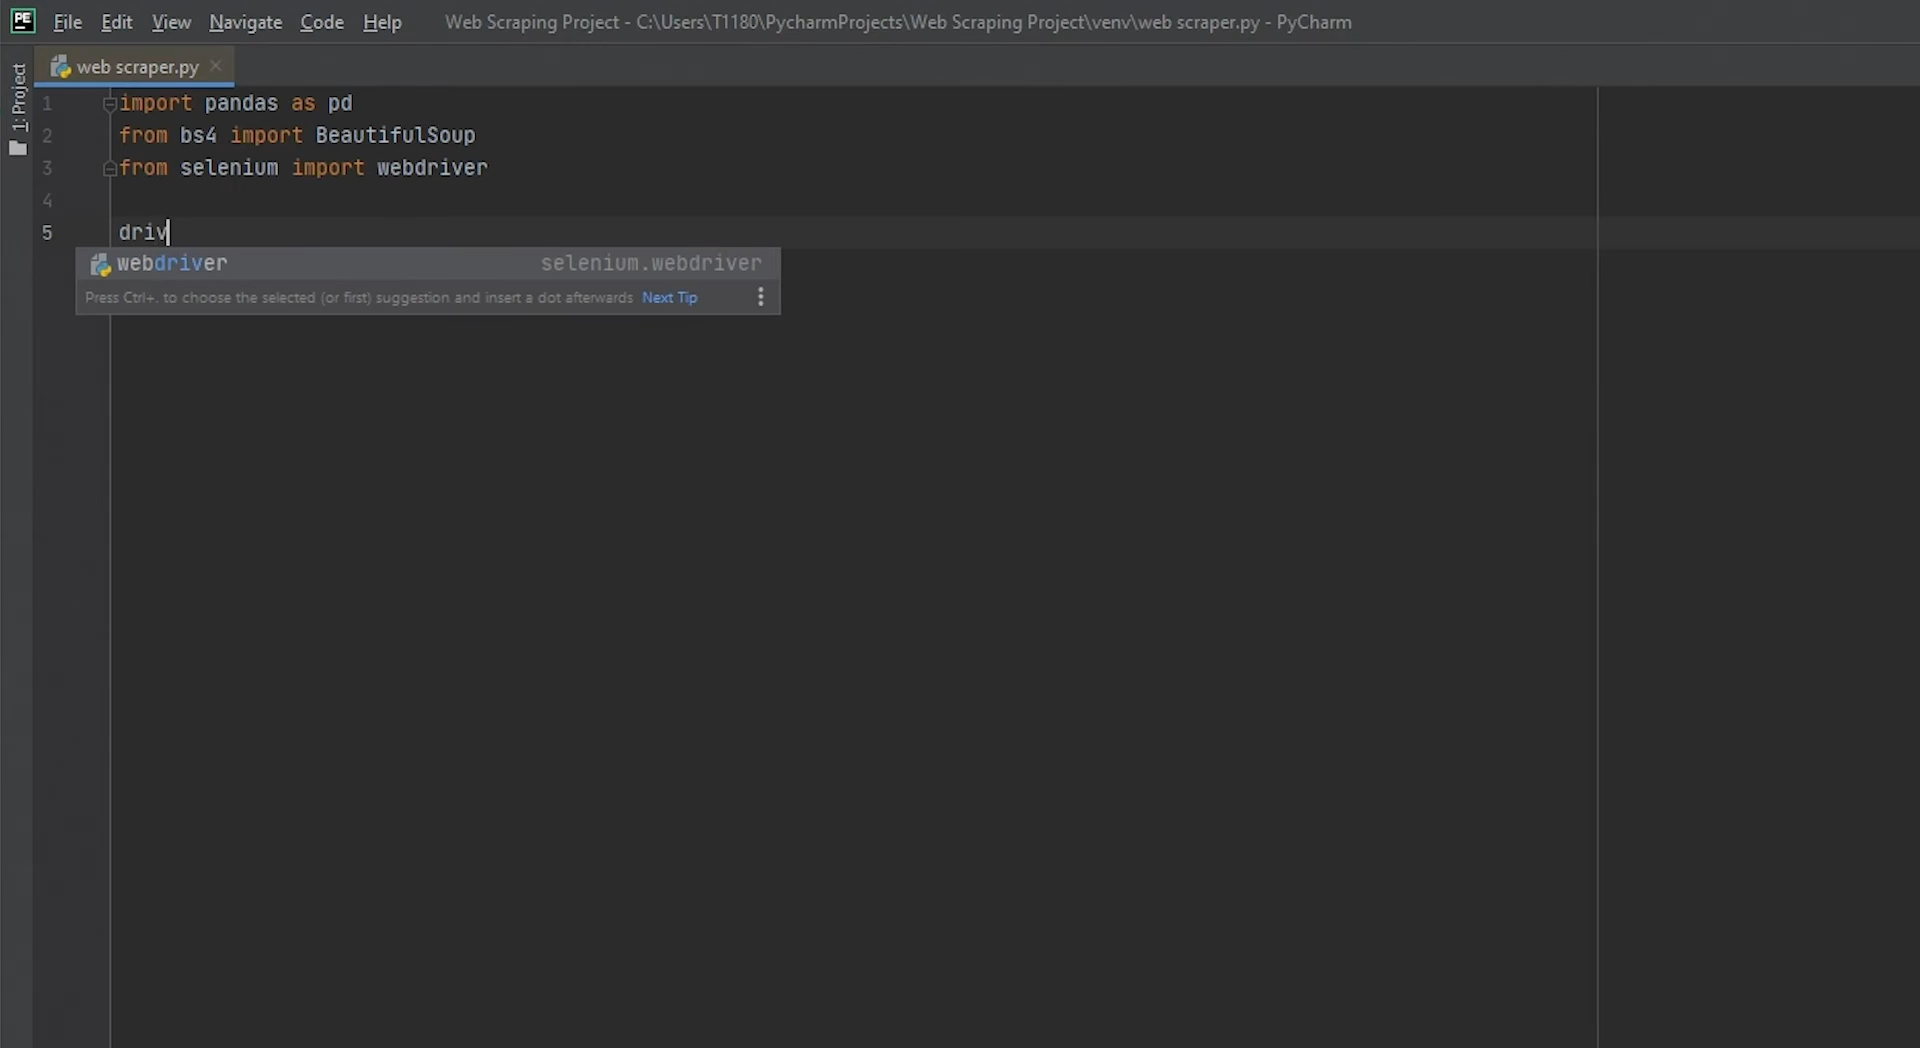 PE File Edit View Navigate Code Help Web Scraping Project - C:\Users\T1180\PycharmProjects\Web Scraping Project\venv\web scraper.py - PyCharm
1: Project
web scraper.py
1 import pandas as pd
2 from bs4 import BeautifulSoup
3 from selenium import webdriver
4
5 driv
webdriver selenium.webdriver
Press Ctrl+. to choose the selected (or first) suggestion and insert a dot afterwards Next Tip